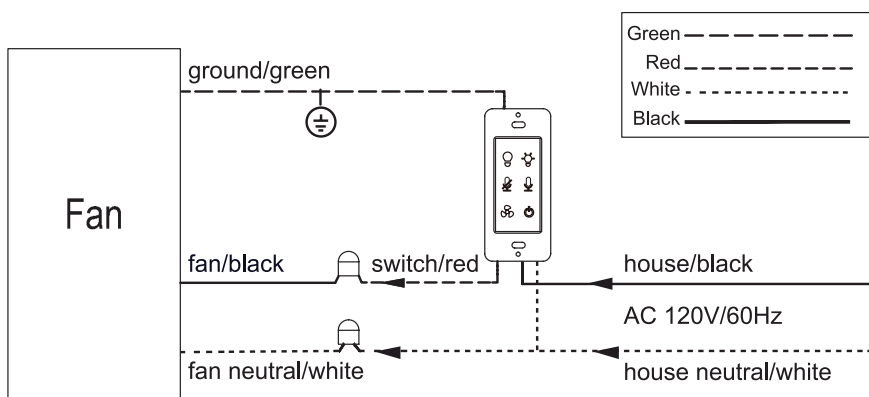 Green
Red
White
Black
ground/green
Fan
fan/black
switch/red
house/black
AC 120V/60Hz
fan neutral/white
house neutral/white